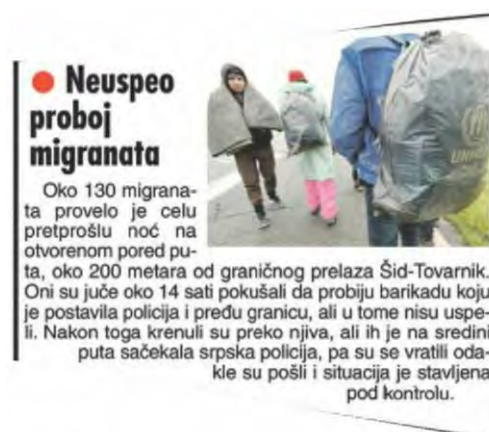 Neuspeo
proboj
migranata
Oko 130 migrana-
ta provelo je celu
pretprošlu noć na
otvorenom pored pu-
ta, oko 200 metara od graničnog prelaza Šid-Tovarnik.
Oni su juče oko 14 sati pokušali da probiju barikadu koju
je postavila policija i pređu granicu, ali u tome nisu uspe-
li. Nakon toga krenuli su preko njiva, ali ih je na sredini
puta sačekala srpska policija, pa su se vratili oda-
kle su pošli i situacija je stavljena
pod kontrolu.